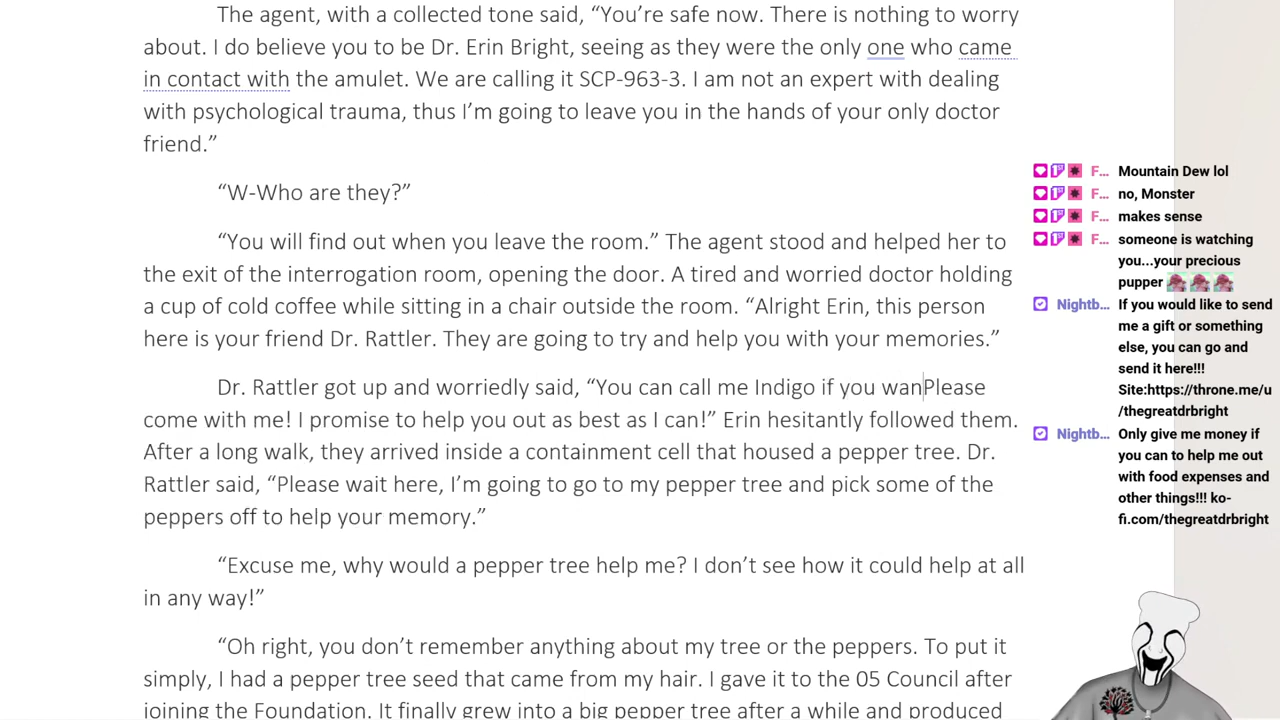 The agent, with a collected tone said, “You’re safe now. There is nothing to worry
about. I do believe you to be Dr. Erin Bright, seeing as they were the only one who came
in contact with the amulet. We are calling it SCP-963-3. I am not an expert with dealing
with psychological trauma, thus I’m going to leave you in the hands of your only doctor
friend.”
“W-Who are they?”
“You will find out when you leave the room.” The agent stood and helped her to
the exit of the interrogation room, opening the door. A tired and worried doctor holding
a cup of cold coffee while sitting in a chair outside the room. “Alright Erin, this person
here is your friend Dr. Rattler. They are going to try and help you with your memories.”
Dr. Rattler got up and worriedly said, “You can call me Indigo if you wanPlease
come with me! I promise to help you out as best as I can!” Erin hesitantly followed them.
After a long walk, they arrived inside a containment cell that housed a pepper tree. Dr.
Rattler said, “Please wait here, I’m going to go to my pepper tree and pick some of the
peppers off to help your memory.”
“Excuse me, why would a pepper tree help me? I don’t see how it could help at all
in any way!”
“Oh right, you don’t remember anything about my tree or the peppers. To put it
simply, I had a pepper tree seed that came from my hair. I gave it to the 05 Council after
joining the Foundation. It finally grew into a big pepper tree after a while and produced
F... Mountain Dew lol
F... no, Monster
F... makes sense
F... someone is watching
you...your precious
pupper
Nightb... If you would like to send
me a gift or something
else, you can go and
send it here!!!
Site:https://throne.me/u
/thegreatdrbright
Nightb... Only give me money if
you can to help me out
with food expenses and
other things!!! ko-
fi.com/thegreatdrbright